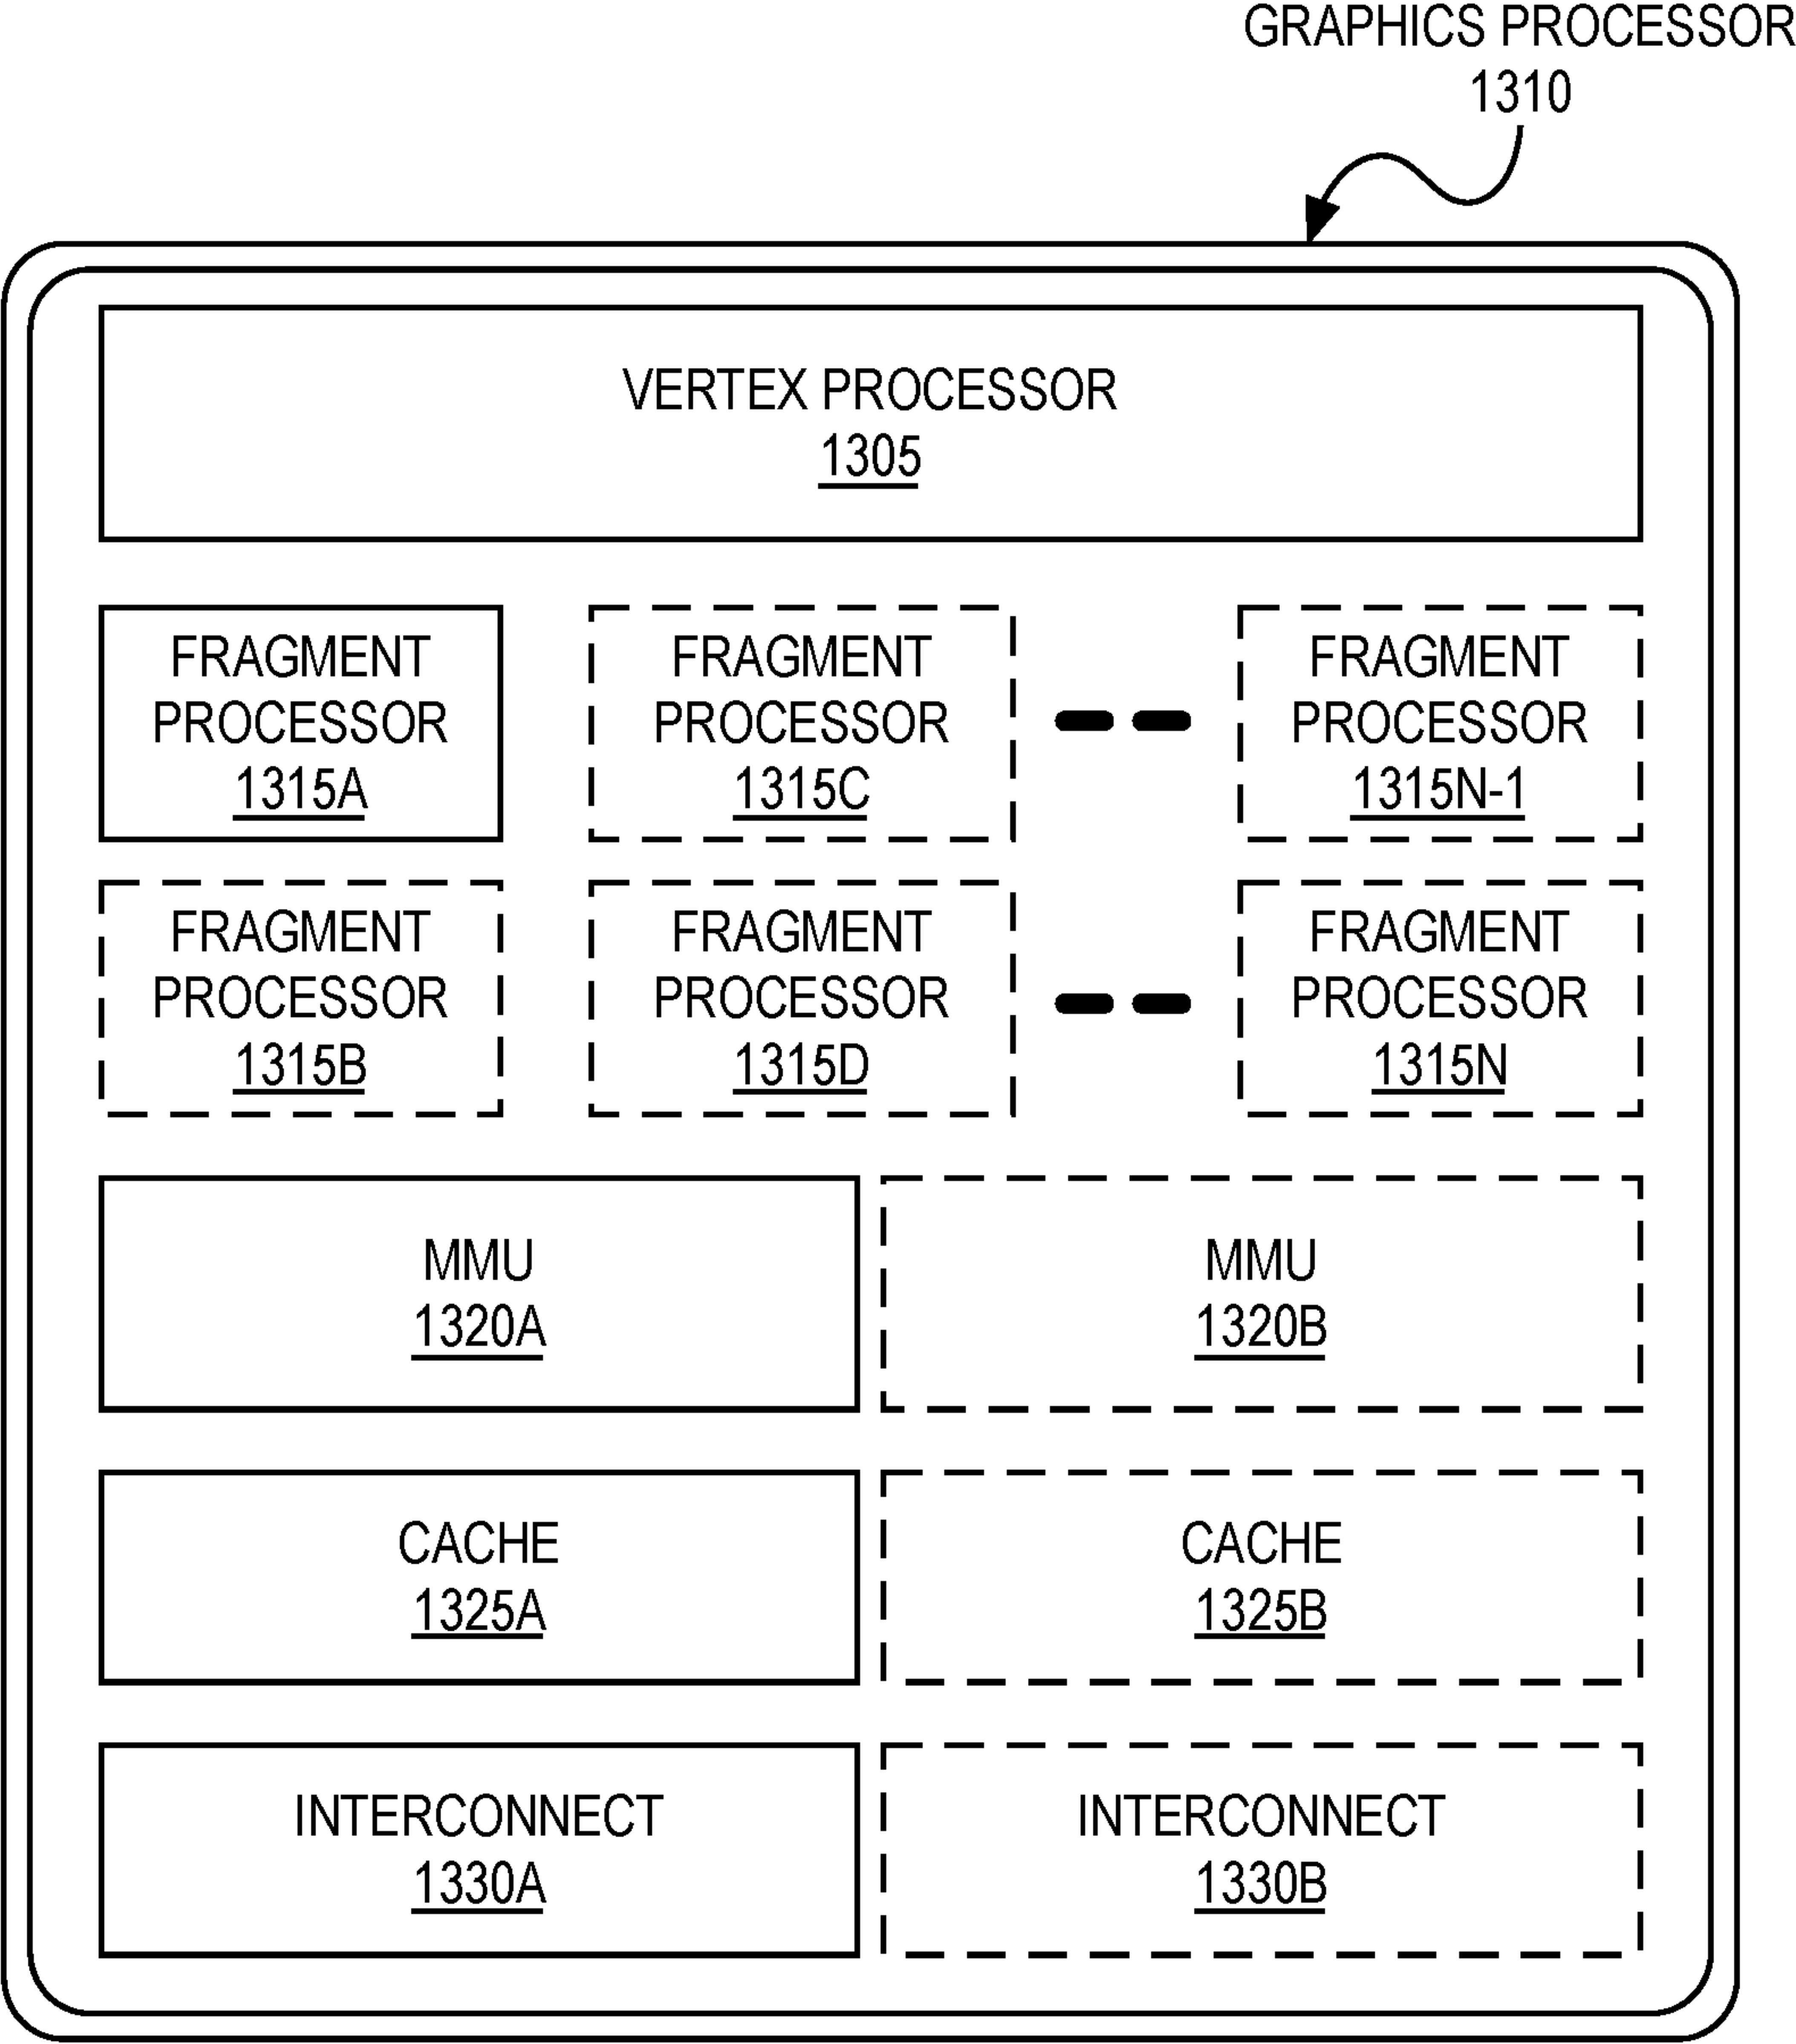 GRAPHICS PROCESSOR
1310
VERTEX PROCESSOR
1305
FRAGMENT
PROCESSOR
1315A
FRAGMENT
PROCESSOR
1315C
FRAGMENT
PROCESSOR
1315N-1
FRAGMENT
PROCESSOR
1315B
FRAGMENT
PROCESSOR
1315D
FRAGMENT
PROCESSOR
1315N
MMU
1320A
MMU
1320B
CACHE
1325A
CACHE
1325B
INTERCONNECT
1330A
INTERCONNECT
1330B